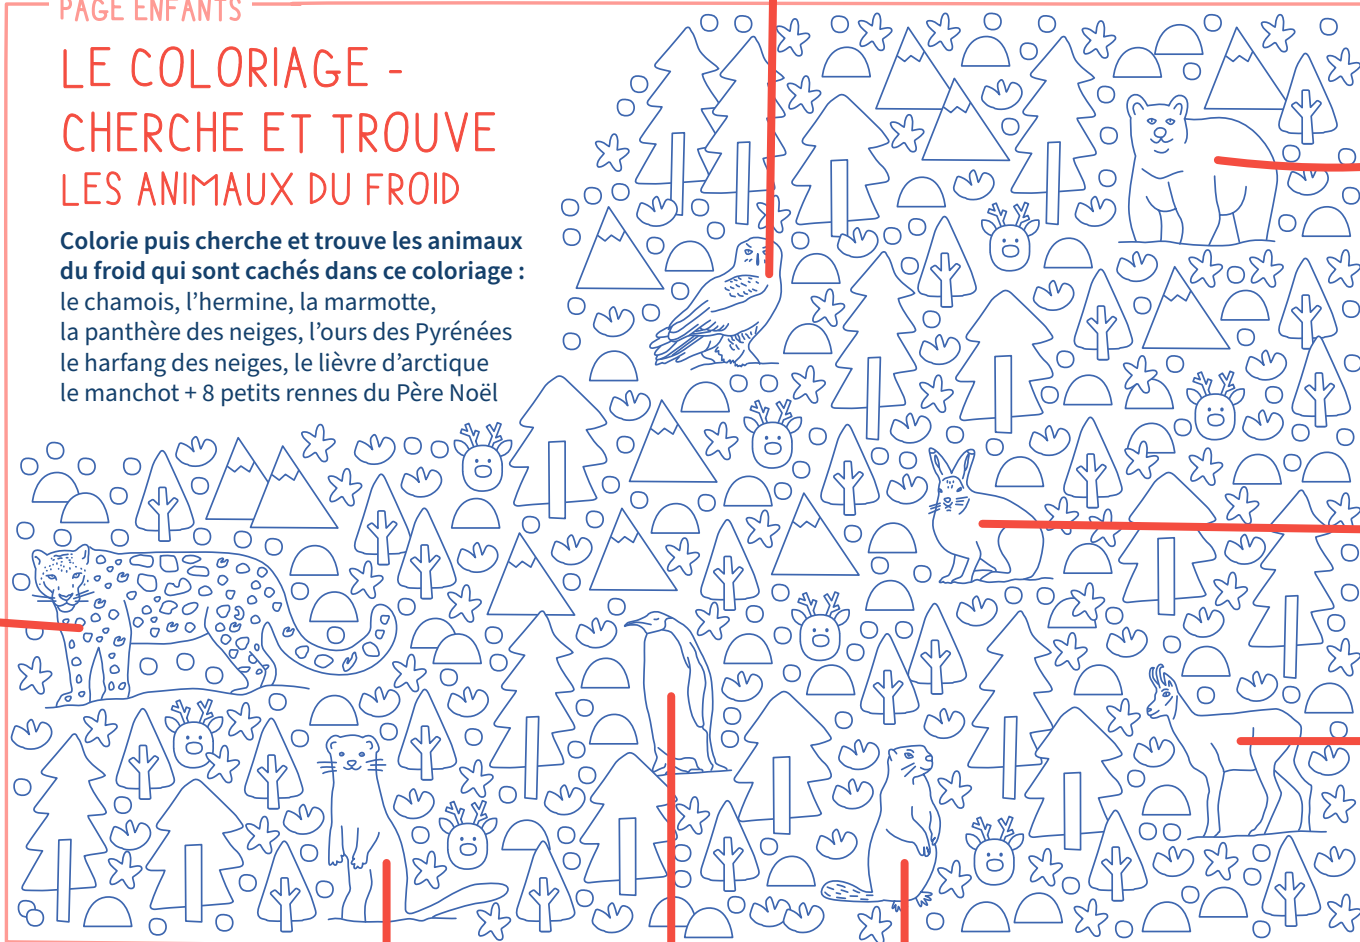 PAGE ENFANTS
LE COLORIAGE -
CHERCHE ET TROUVE
LES ANIMAUX DU FROID
Colorie puis cherche et trouve les animaux
du froid qui sont cachés dans ce coloriage :
le chamois, l’hermine, la marmotte,
la panthère des neiges, l’ours des Pyrénées
le harfang des neiges, le lièvre d’arctique
le manchot + 8 petits rennes du Père Noël